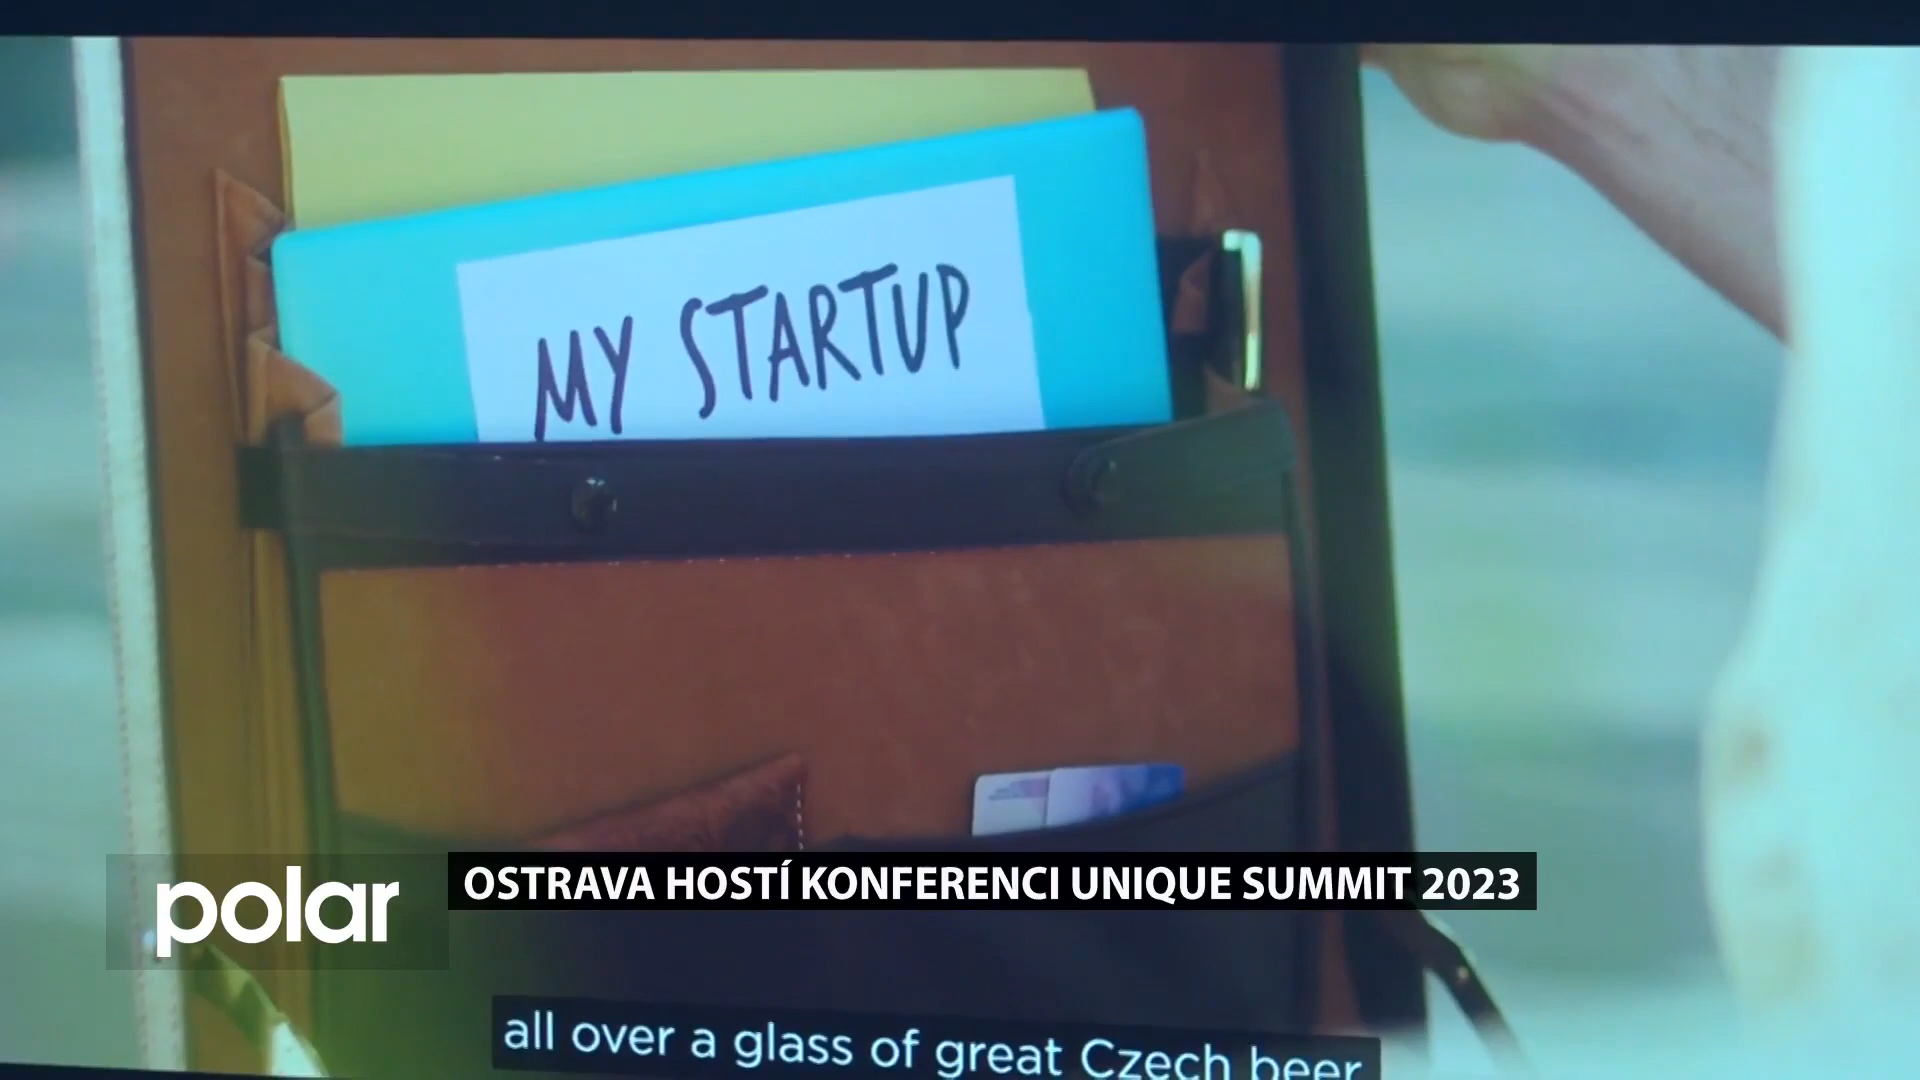 MY STARTUP
polar
OSTRAVA HOSTÍ KONFERENCI UNIQUE SUMMIT 2023
all over a glass of great Czech beer